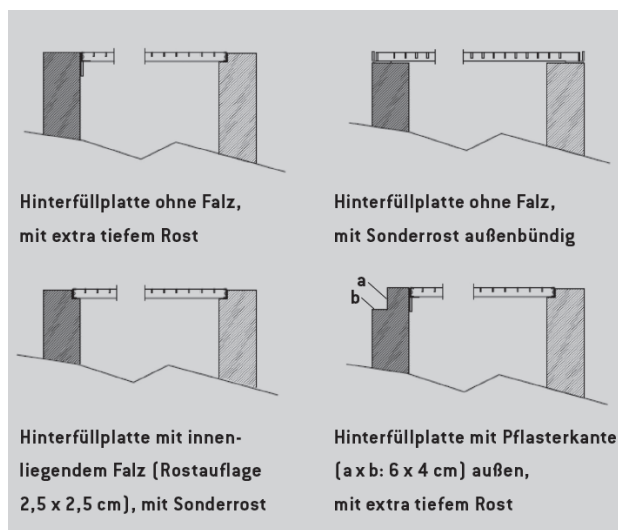 Hinterfüllplatte ohne Falz,
mit extra tiefem Rost
Hinterfüllplatte ohne Falz,
mit Sonderrost außenbündig
Hinterfüllplatte mit innen-
liegendem Falz (Rostauflage
2,5 x 2,5 cm), mit Sonderrost
a
b
Hinterfüllplatte mit Pflasterkante
(a x b: 6 x 4 cm) außen,
mit extra tiefem Rost